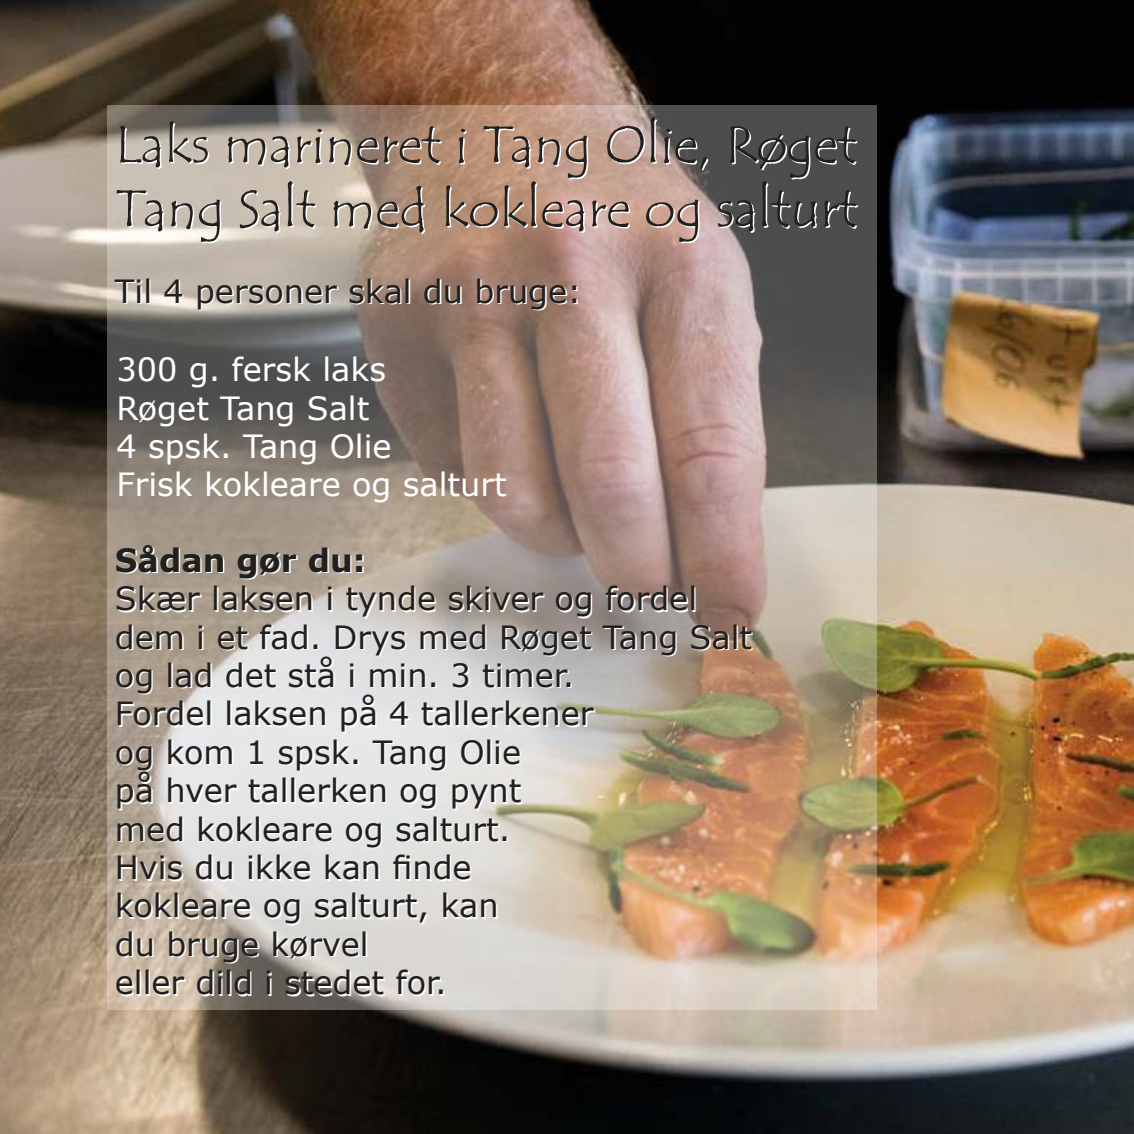 Laks marineret i Tang Olie, Røget
Tang Salt med kokleare og salturt
Til 4 personer skal du bruge:
300 g. fersk laks
Røget Tang Salt
4 spsk. Tang Olie
Frisk kokleare og salturt
Sådan gør du:
Skær laksen i tynde skiver og fordel
dem i et fad. Drys med Røget Tang Salt
og lad det stå i min. 3 timer.
Fordel laksen på 4 tallerkener
og kom 1 spsk. Tang Olie
på hver tallerken og pynt
med kokleare og salturt.
Hvis du ikke kan finde
kokleare og salturt, kan
du bruge kørvel
eller dild i stedet for.